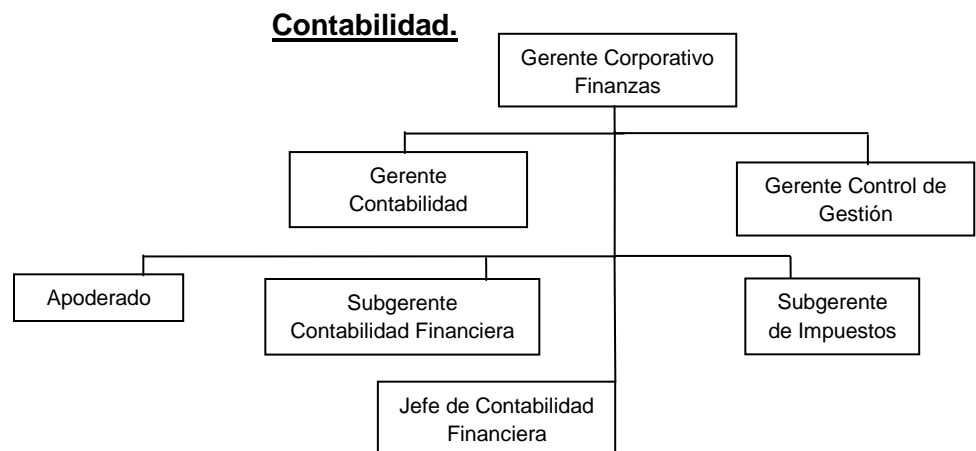 Contabilidad.
Gerente Corporativo
Finanzas
Gerente
Contabilidad
Gerente Control de
Gestión
Apoderado
Subgerente
Contabilidad Financiera
Subgerente
de Impuestos
Jefe de Contabilidad
Financiera